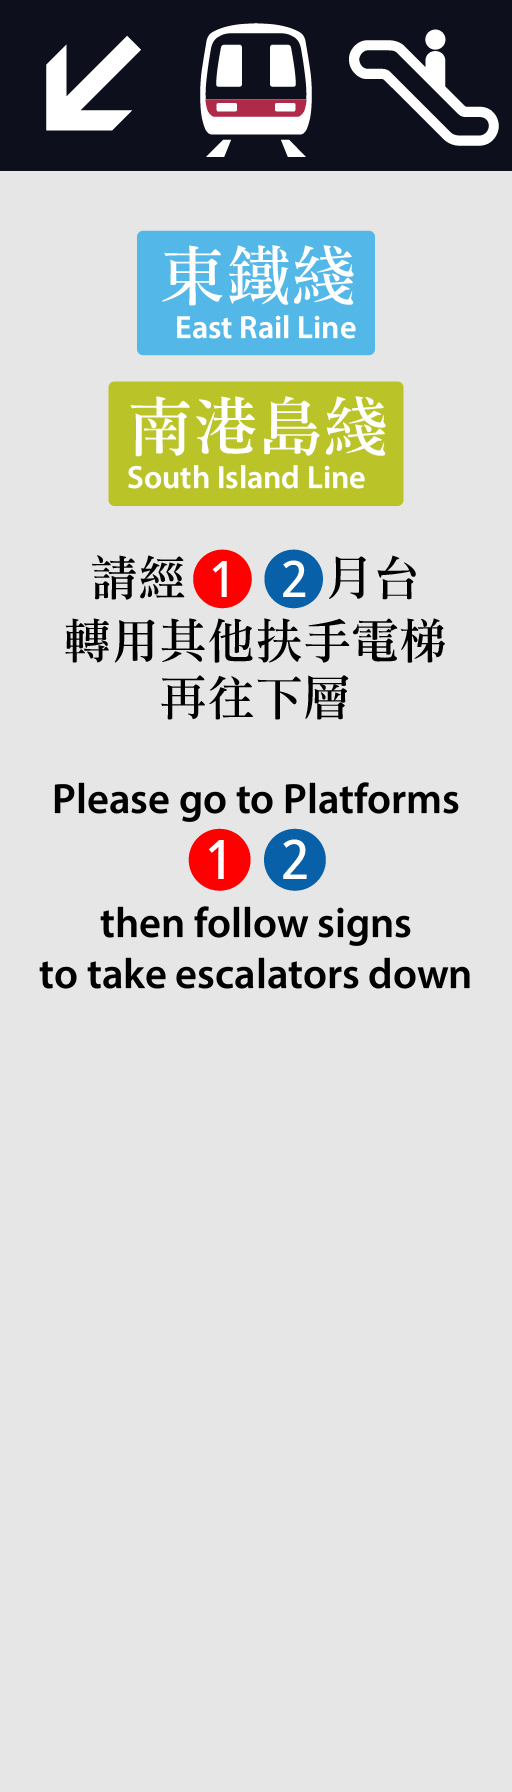 東鐵綫
East Rail Line
南港島綫
South Island Line
請經 1 2 月台
轉用其他扶手電梯
再往下層
Please go to Platforms
1 2
then follow signs
to take escalators down